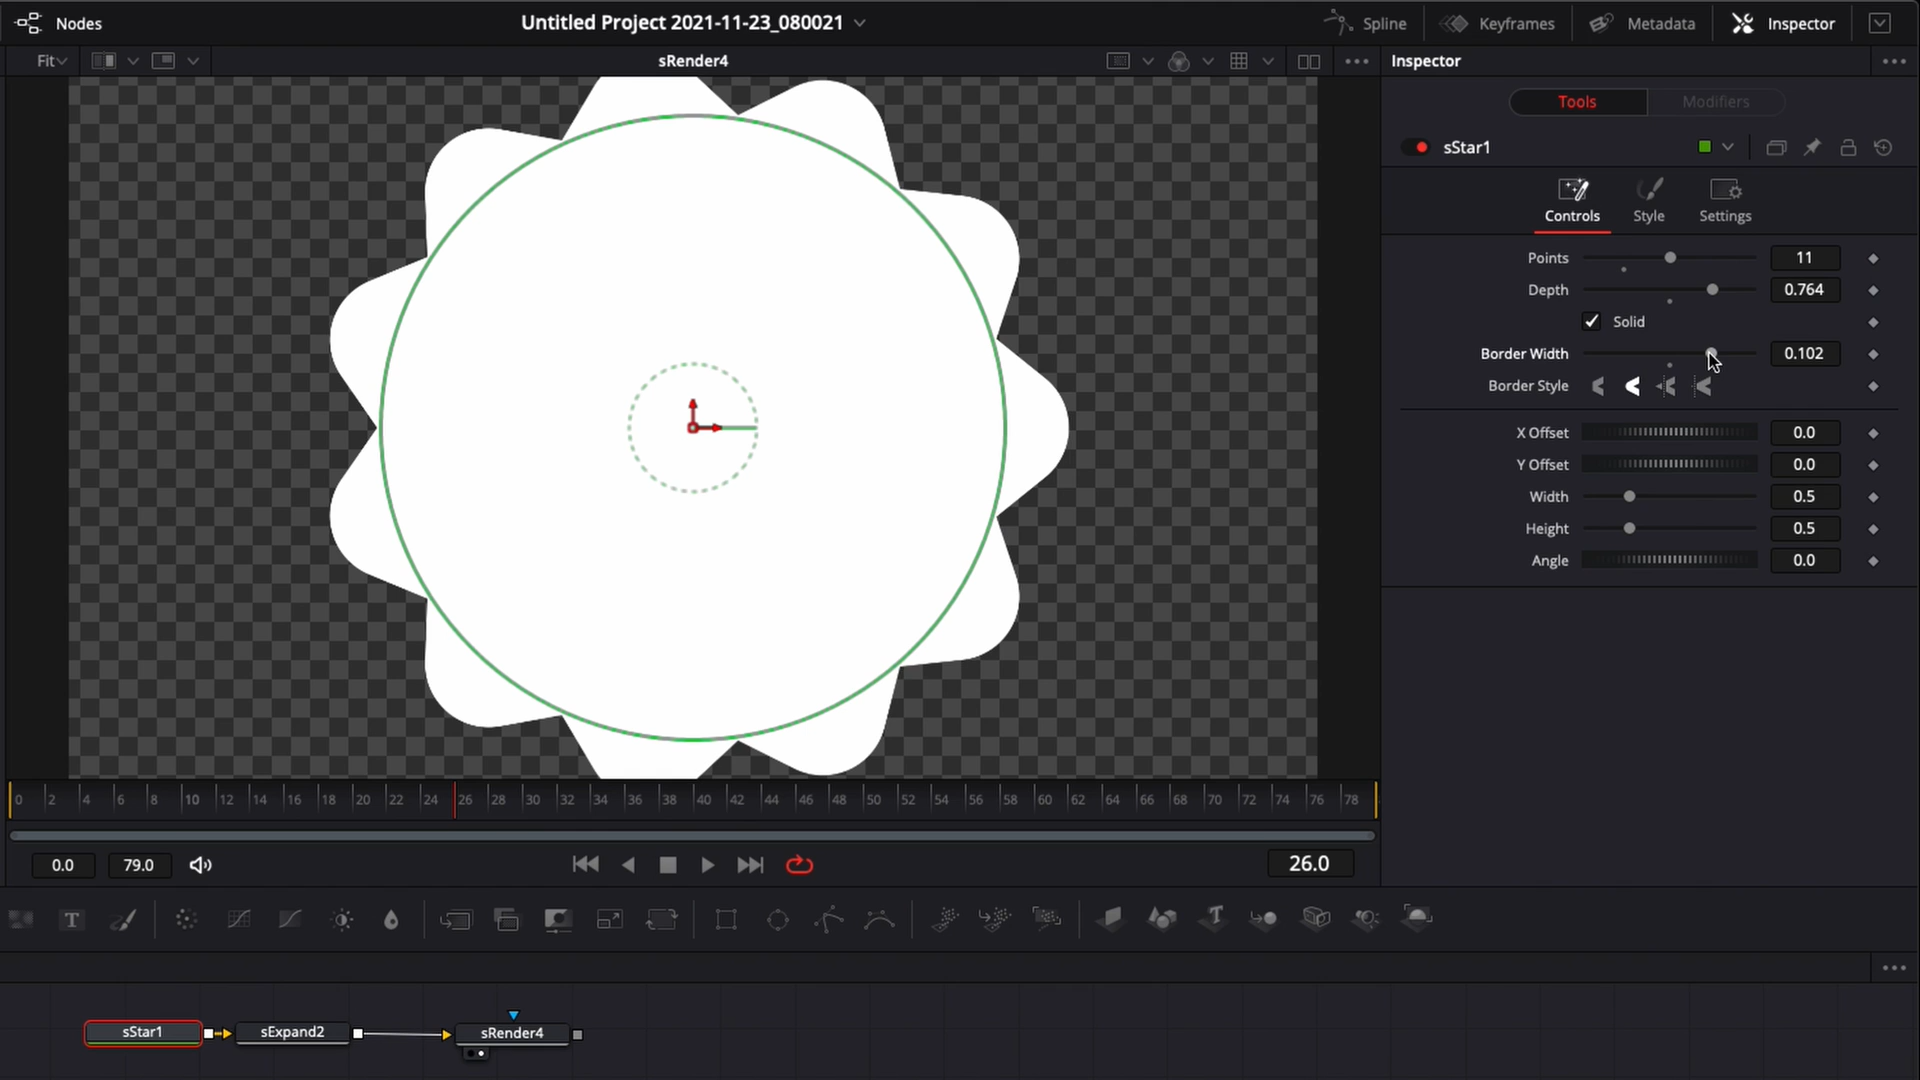 Nodes
Untitled Project 2021-11-23_080021
Spline
Keyframes
Metadata
Inspector
Fit
sRender4
Inspector
Tools
Modifiers
sStar1
Controls
Style
Settings
Points
11
Depth
0.764
Solid
Border Width
0.102
Border Style
X Offset
0.0
Y Offset
0.0
Width
0.5
Height
0.5
Angle
0.0
0 2 4 6 8 10 12 14 16 18 20 22 24 26 28 30 32 34 36 38 40 42 44 46 48 50 52 54 56 58 60 62 64 66 68 70 72 74 76 78
0.0
79.0
26.0
T
sStar1
sExpand2
sRender4